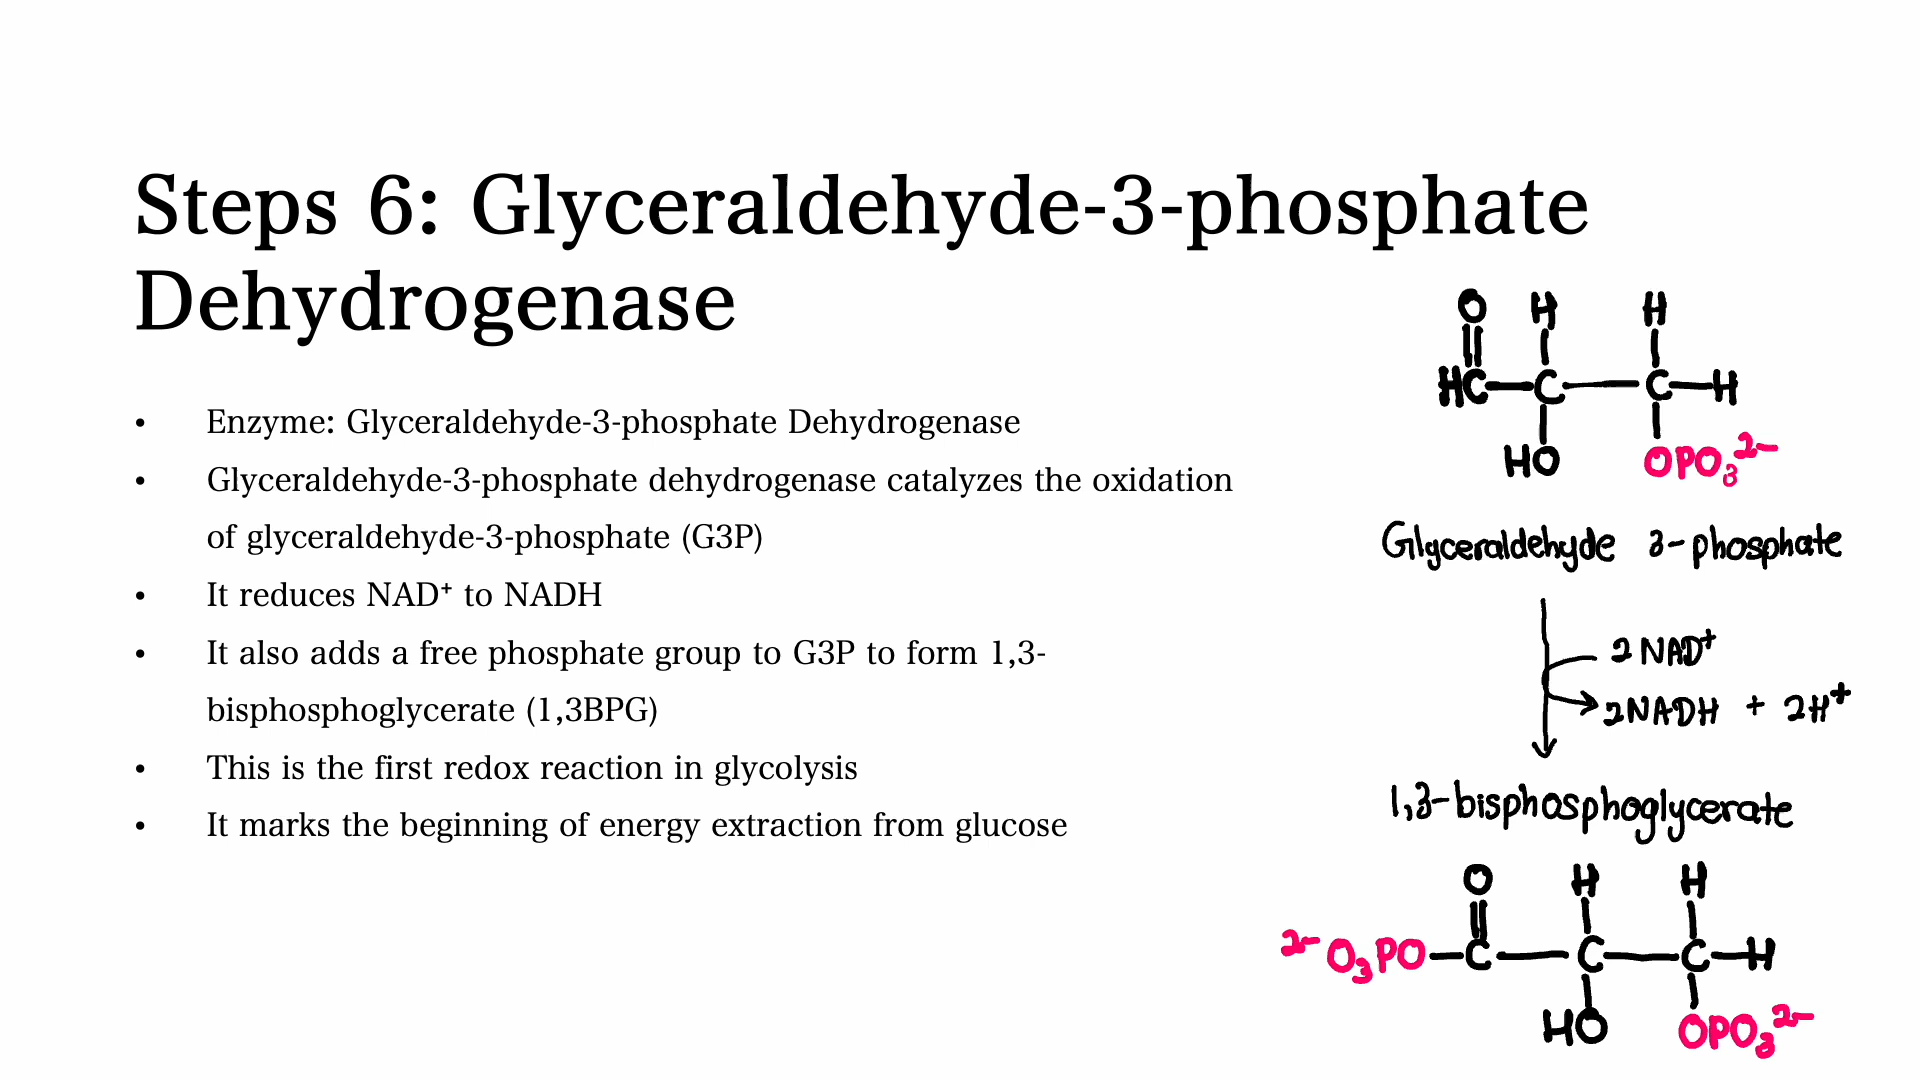 Steps 6: Glyceraldehyde-3-phosphate
Dehydrogenase
• Enzyme: Glyceraldehyde-3-phosphate Dehydrogenase
• Glyceraldehyde-3-phosphate dehydrogenase catalyzes the oxidation
of glyceraldehyde-3-phosphate (G3P)
• It reduces NAD⁺ to NADH
• It also adds a free phosphate group to G3P to form 1,3-
bisphosphoglycerate (1,3BPG)
• This is the first redox reaction in glycolysis
• It marks the beginning of energy extraction from glucose
O H H
HC C C H
HO OPO₃²⁻
Glyceraldehyde 3-phosphate
2NAD⁺
2NADH + 2H⁺
1,3-bisphosphoglycerate
O H H
²⁻O₃PO C C C H
HO OPO₃²⁻